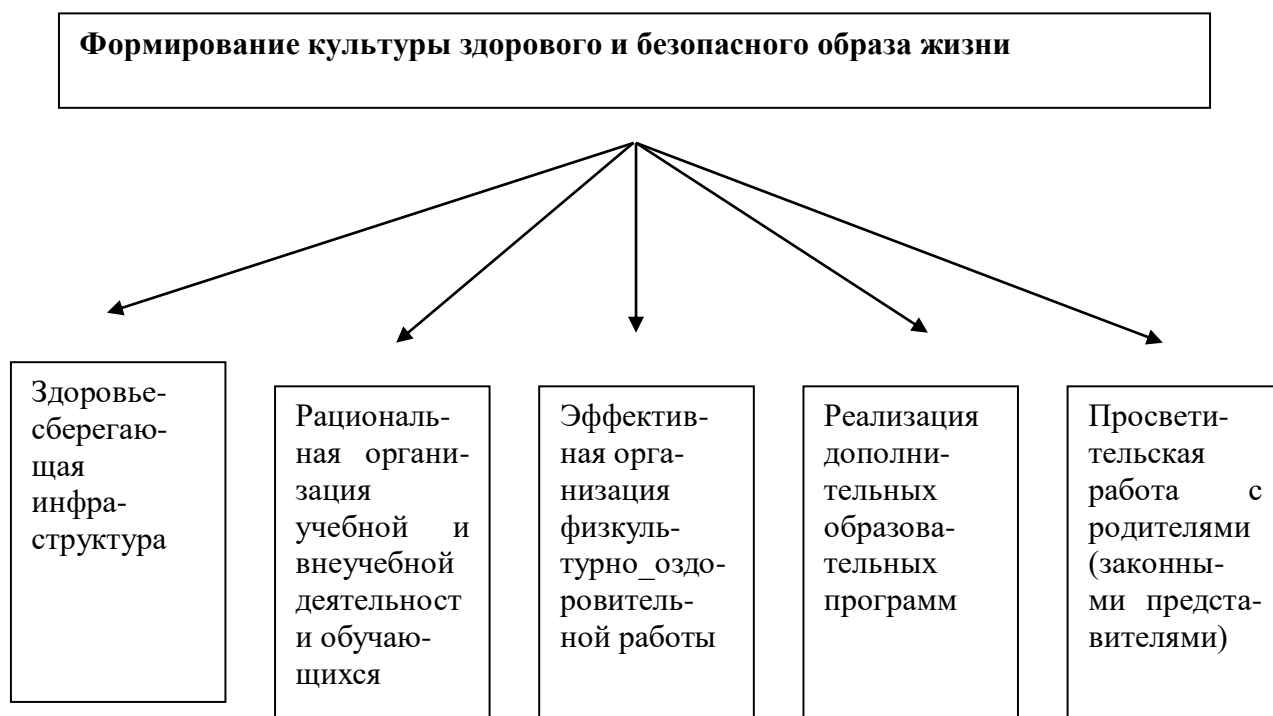 Формирование культуры здорового и безопасного образа жизни
Здоровье-
сберегаю-
щая
инфра-
структура
Рациональ-
ная органи-
зация
учебной и
внеучебной
деятельност
и обучаю-
щихся
Эффектив-
ная орга-
низация
физкуль-
турно_оздо-
ровитель-
ной работы
Реализация
дополни-
тельных
образова-
тельных
программ
Просвети-
тельская
работа с
родителями
(законны-
ми предста-
вителями)